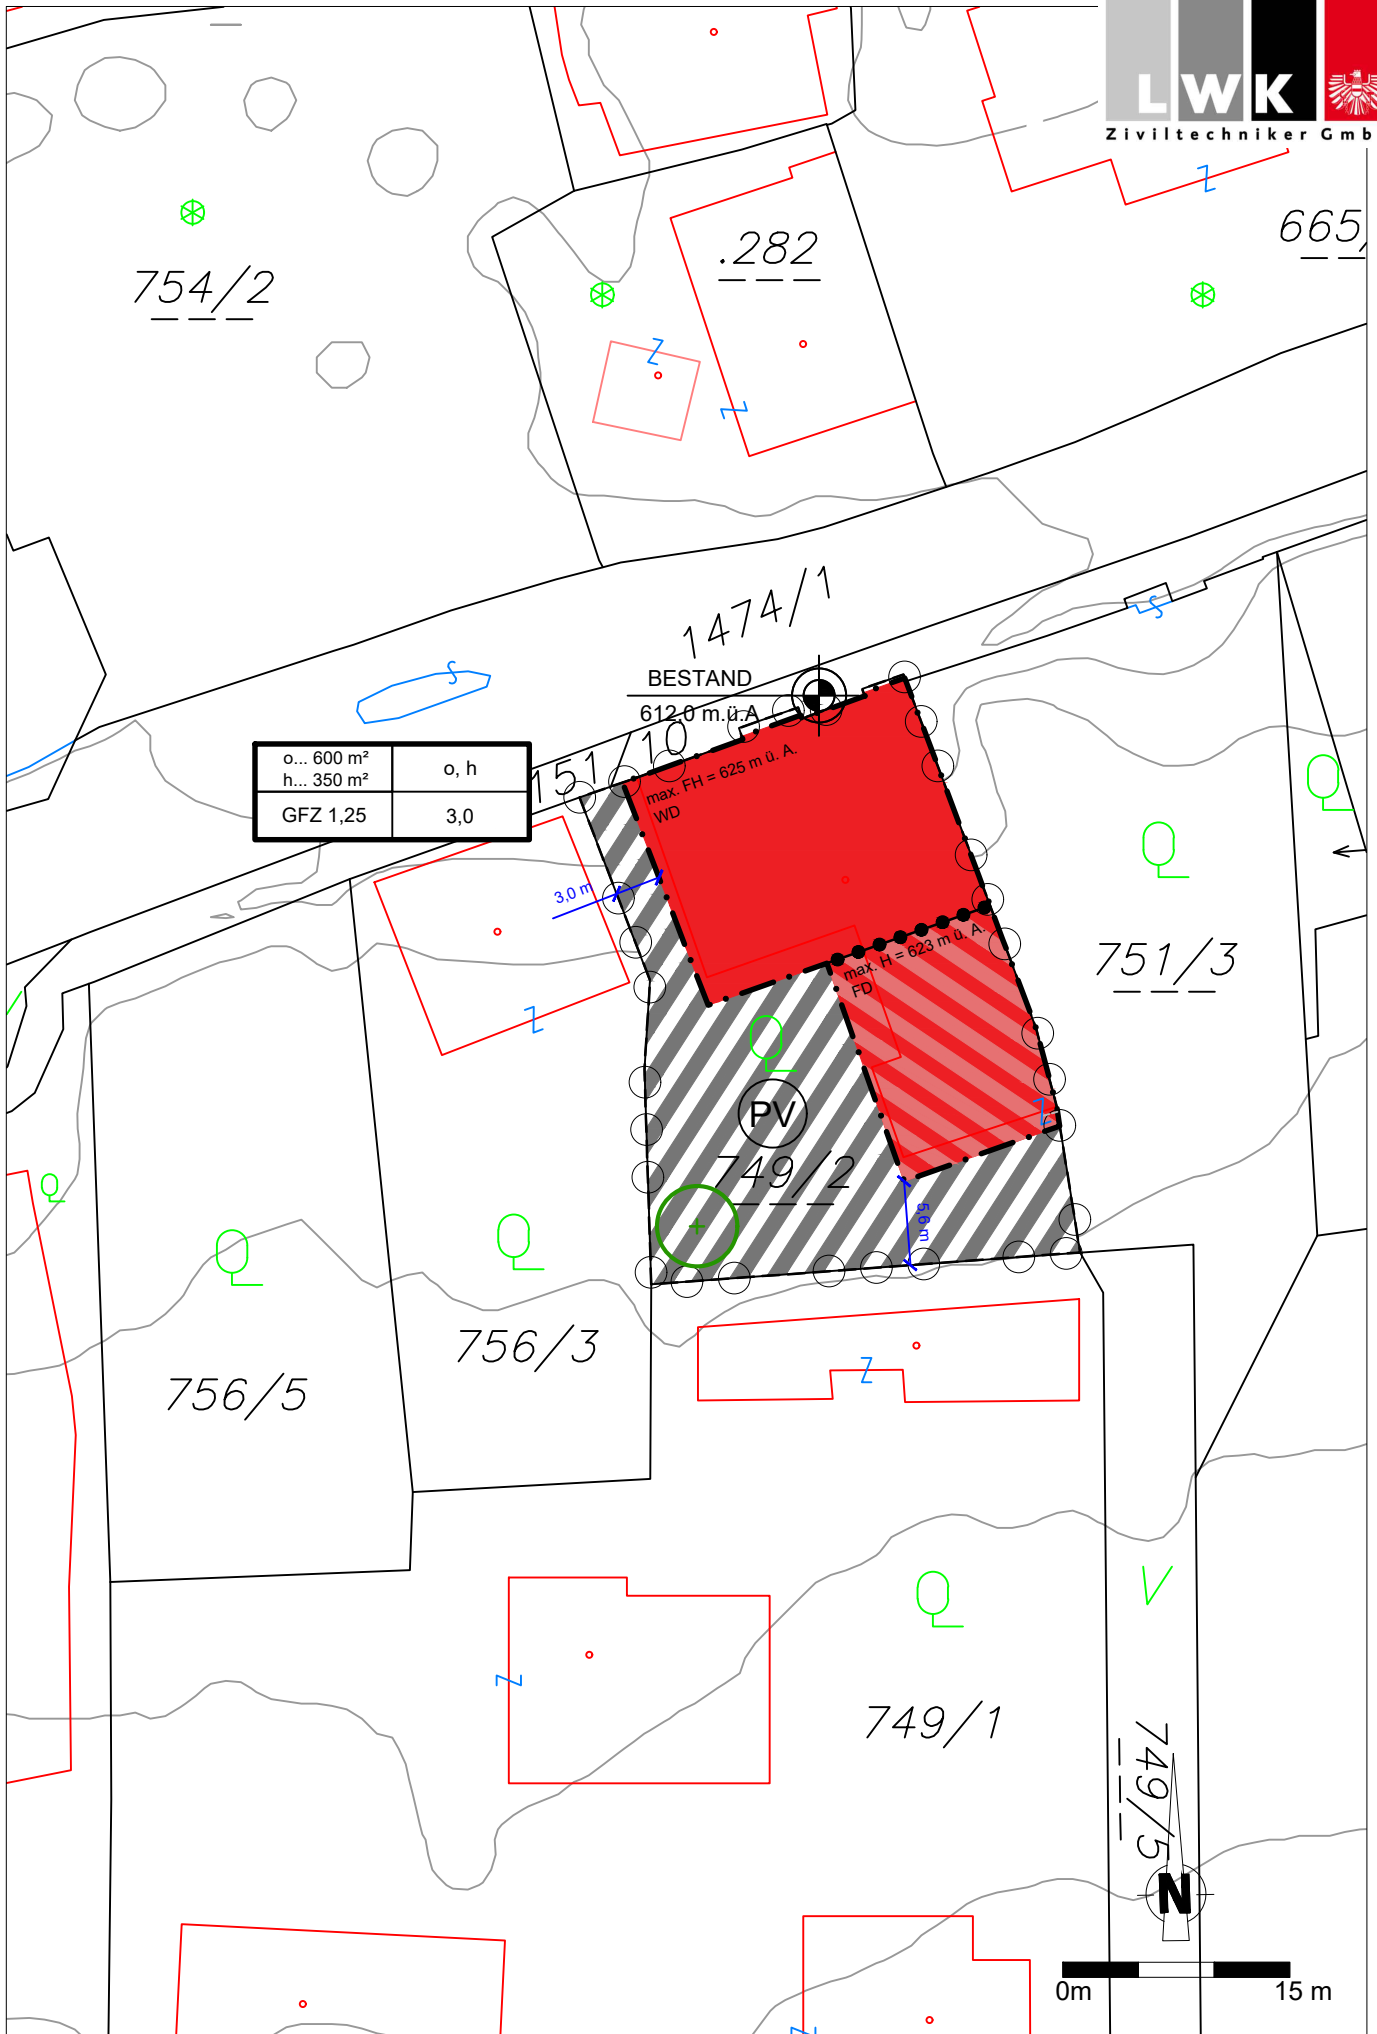 LWK
Ziviltechniker Gmb
665/
.282
754/2
1474/1
BESTAND
612,0 m.ü.A
151/10
o... 600 m²
h... 350 m²
o, h
GFZ 1,25
3,0
max. FH = 625 m ü. A.
WD
3,0 m
max. H = 623 m ü. A.
FD
751/3
PV
749/2
5,6 m
756/3
756/5
749/1
749/5
N
0m
15 m